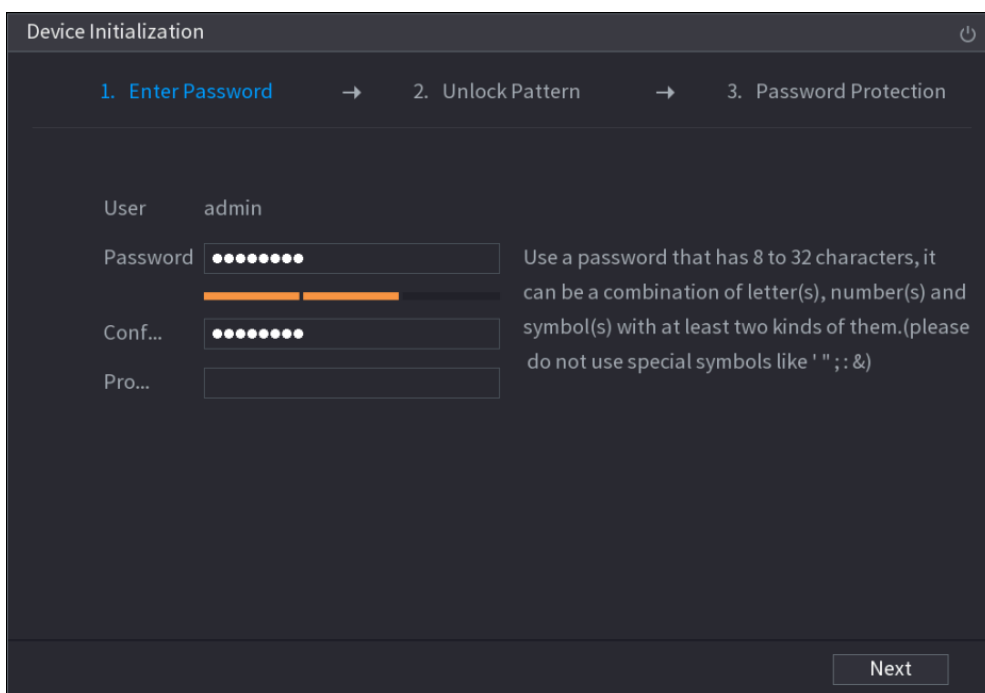 Device Initialization
1. Enter Password → 2. Unlock Pattern → 3. Password Protection
User admin
Password ●●●●●●●●
Use a password that has 8 to 32 characters, it
can be a combination of letter(s), number(s) and
symbol(s) with at least two kinds of them.(please
do not use special symbols like ' " ; : &)
Conf... ●●●●●●●●
Pro...
Next